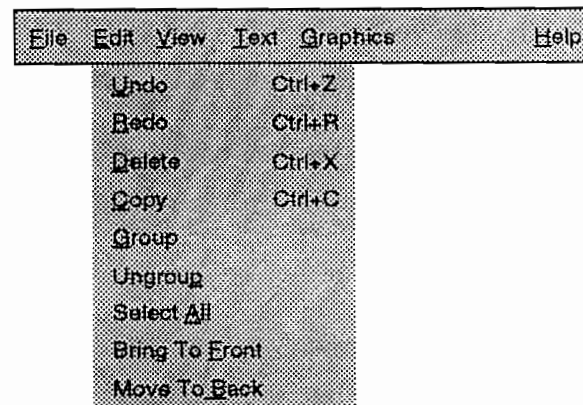 File Edit View Text Graphics Help
Undo Ctrl+Z
Redo Ctrl+R
Delete Ctrl+X
Copy Ctrl+C
Group
Ungroup
Select All
Bring To Front
Move To Back